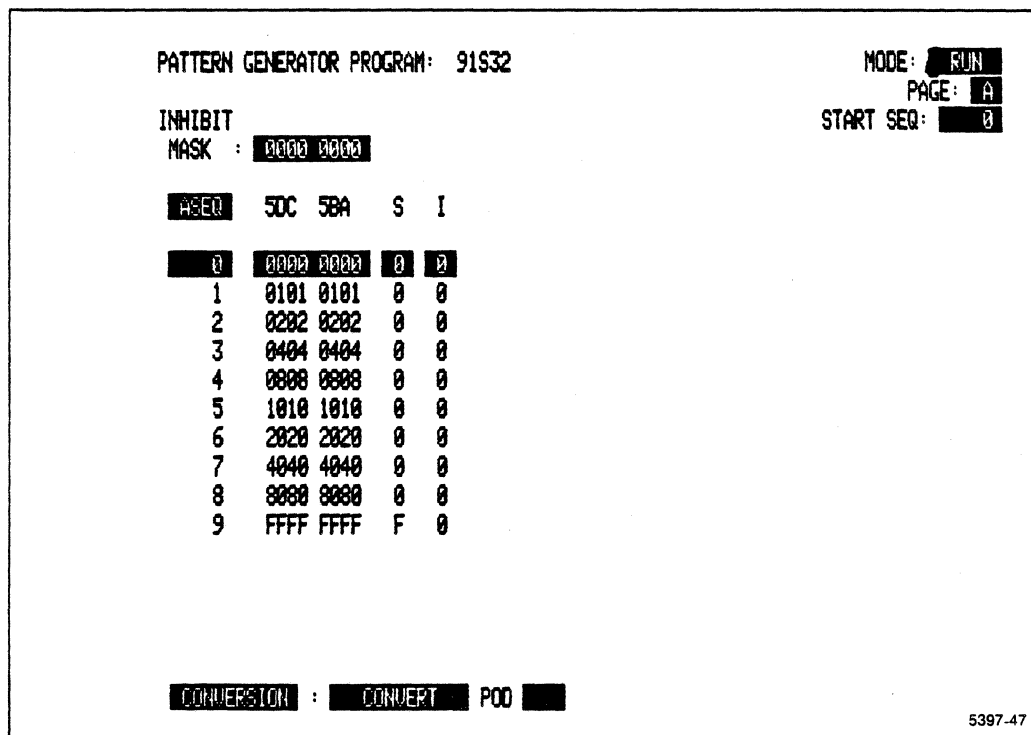 PATTERN GENERATOR PROGRAM: 91S32 MODE: RUN
PAGE: A
INHIBIT START SEQ: 0
MASK : 0000 0000
ASEQ 5DC 5BA S I
0 0000 0000 0 0
1 0101 0101 0 0
2 0202 0202 0 0
3 0404 0404 0 0
4 0808 0808 0 0
5 1010 1010 0 0
6 2020 2020 0 0
7 4040 4040 0 0
8 8080 8080 0 0
9 FFFF FFFF F 0
CONVERSION : CONVERT POD
5397-47